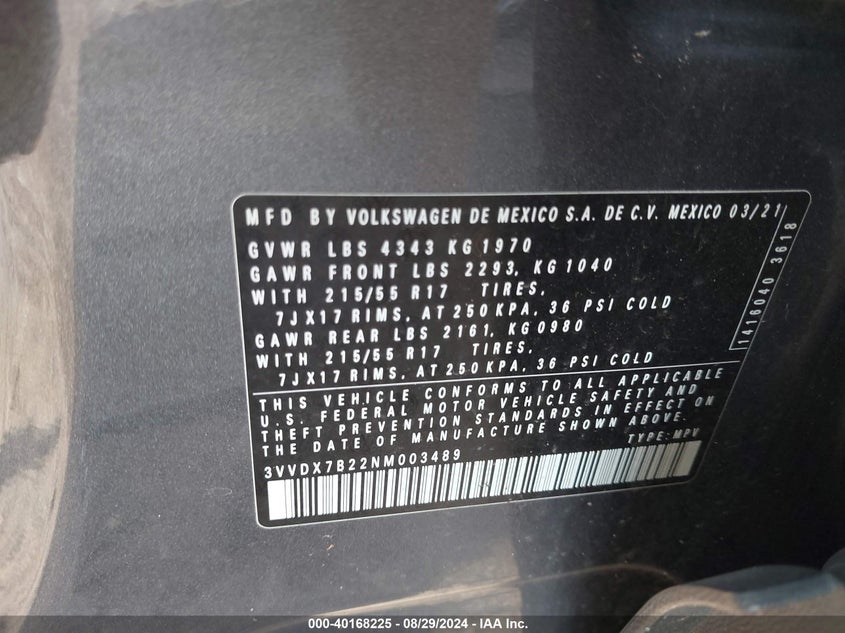 MFD BY VOLKSWAGEN DE MEXICO S.A. DE C.V. MEXICO 03/21
GVWR LBS 4343 KG 1970
GAWR FRONT LBS 2293, KG 1040
WITH 215/55 R17 TIRES,
7JX17 RIMS, AT 250 KPA, 36 PSI COLD
GAWR REAR LBS 2161, KG 0980
WITH 215/55 R17 TIRES,
7JX17 RIMS, AT 250 KPA, 36 PSI COLD
1416040 3618
THIS VEHICLE CONFORMS TO ALL APPLICABLE
U.S. FEDERAL MOTOR VEHICLE SAFETY AND
THEFT PREVENTION STANDARDS IN EFFECT ON
THE DATE OF MANUFACTURE SHOWN ABOVE.
TYPE: MPV
3VVDX7B22NM003489
000-40168225 - 08/29/2024 - IAA Inc.